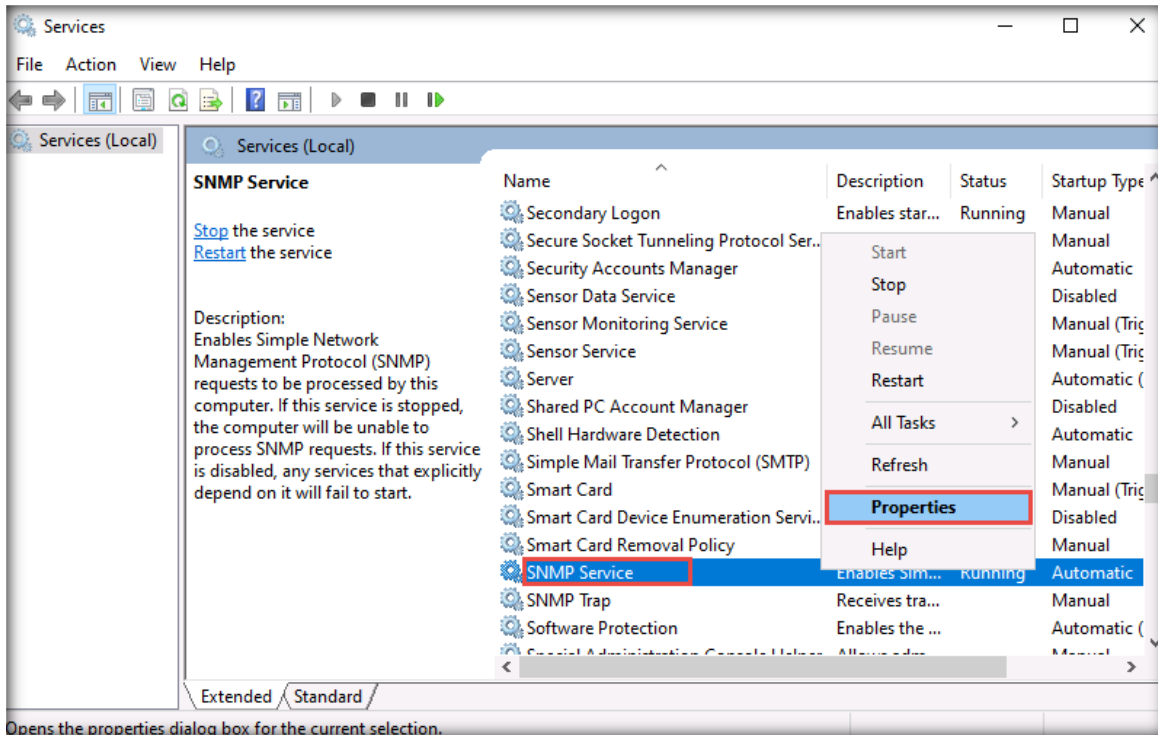 Services
File Action View Help
Services (Local)
Services (Local)
SNMP Service
Stop the service
Restart the service
Description:
Enables Simple Network
Management Protocol (SNMP)
requests to be processed by this
computer. If this service is stopped,
the computer will be unable to
process SNMP requests. If this service
is disabled, any services that explicitly
depend on it will fail to start.
Name Description Status Startup Type
Secondary Logon Enables star... Running Manual
Secure Socket Tunneling Protocol Ser... Manual
Security Accounts Manager Automatic
Sensor Data Service Disabled
Sensor Monitoring Service Manual (Trig
Sensor Service Manual (Trig
Server Automatic (
Shared PC Account Manager Disabled
Shell Hardware Detection Automatic
Simple Mail Transfer Protocol (SMTP) Manual
Smart Card Manual (Trig
Smart Card Device Enumeration Servi... Disabled
Smart Card Removal Policy Manual
SNMP Service Enables Sim... Running Automatic
SNMP Trap Receives tra... Manual
Software Protection Enables the ... Automatic (
Special Administration Console Helper Allows adm... Manual
Start
Stop
Pause
Resume
Restart
All Tasks
Refresh
Properties
Help
Extended Standard
Opens the properties dialog box for the current selection.